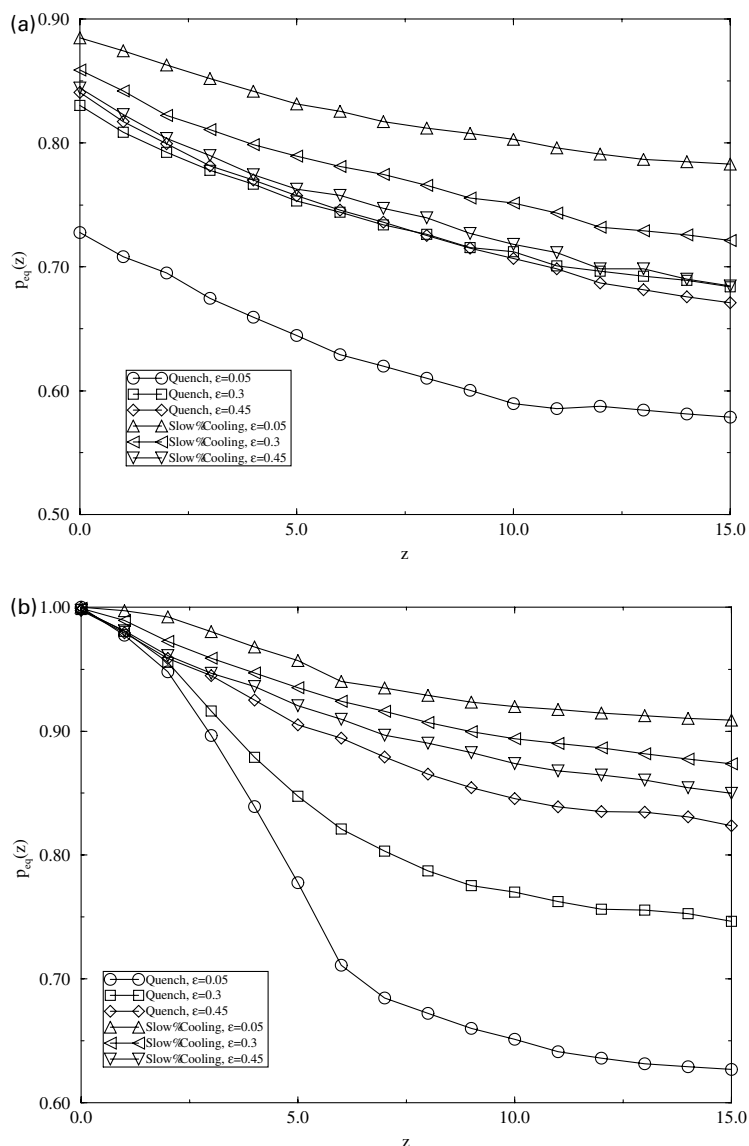 (a)
0.90
0.80
0.70
0.60
0.50
p_eq(z)
Quench, ε=0.05
Quench, ε=0.3
Quench, ε=0.45
Slow%Cooling, ε=0.05
Slow%Cooling, ε=0.3
Slow%Cooling, ε=0.45
0.0 5.0 10.0 15.0
z
(b)
1.00
0.90
0.80
0.70
0.60
p_eq(z)
Quench, ε=0.05
Quench, ε=0.3
Quench, ε=0.45
Slow%Cooling, ε=0.05
Slow%Cooling, ε=0.3
Slow%Cooling, ε=0.45
0.0 5.0 10.0 15.0
z